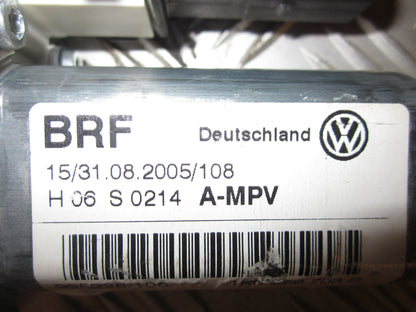 BRF Deutschland
15/31.08.2005/108
H 06 S 0214 A-MPV